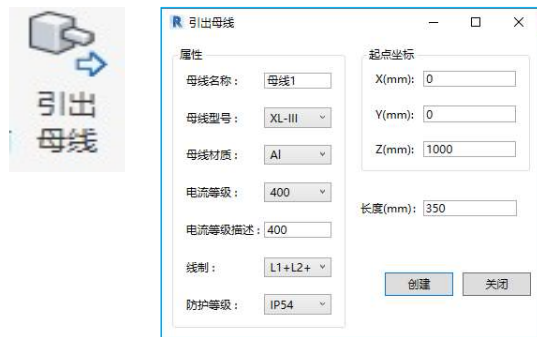 引出
母线
R 引出母线
属性
母线名称： 母线1
母线型号： XL-III
母线材质： Al
电流等级： 400
电流等级描述： 400
线制： L1+L2+
防护等级： IP54
起点坐标
X(mm): 0
Y(mm): 0
Z(mm): 1000
长度(mm): 350
创建 关闭